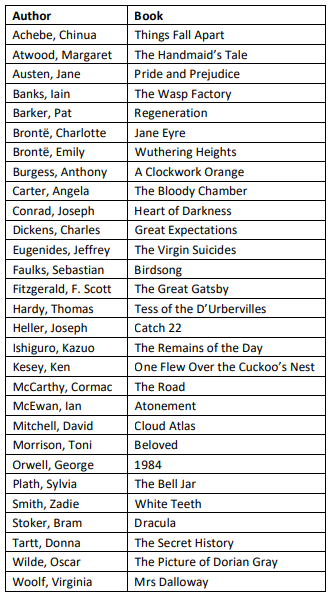 Author Book
Achebe, Chinua Things Fall Apart
Atwood, Margaret The Handmaid’s Tale
Austen, Jane Pride and Prejudice
Banks, Iain The Wasp Factory
Barker, Pat Regeneration
Brontë, Charlotte Jane Eyre
Brontë, Emily Wuthering Heights
Burgess, Anthony A Clockwork Orange
Carter, Angela The Bloody Chamber
Conrad, Joseph Heart of Darkness
Dickens, Charles Great Expectations
Eugenides, Jeffrey The Virgin Suicides
Faulks, Sebastian Birdsong
Fitzgerald, F. Scott The Great Gatsby
Hardy, Thomas Tess of the D’Urbervilles
Heller, Joseph Catch 22
Ishiguro, Kazuo The Remains of the Day
Kesey, Ken One Flew Over the Cuckoo’s Nest
McCarthy, Cormac The Road
McEwan, Ian Atonement
Mitchell, David Cloud Atlas
Morrison, Toni Beloved
Orwell, George 1984
Plath, Sylvia The Bell Jar
Smith, Zadie White Teeth
Stoker, Bram Dracula
Tartt, Donna The Secret History
Wilde, Oscar The Picture of Dorian Gray
Woolf, Virginia Mrs Dalloway